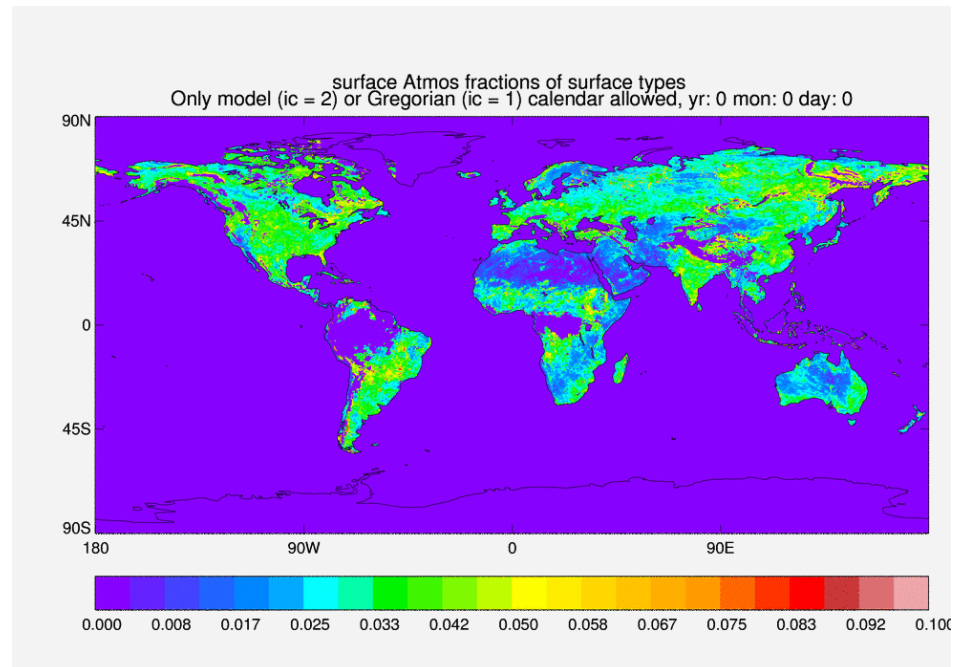 surface Atmos fractions of surface types
Only model (ic = 2) or Gregorian (ic = 1) calendar allowed, yr: 0 mon: 0 day: 0
90N
45N
0
45S
90S
180 90W 0 90E
0.000 0.008 0.017 0.025 0.033 0.042 0.050 0.058 0.067 0.075 0.083 0.092 0.100